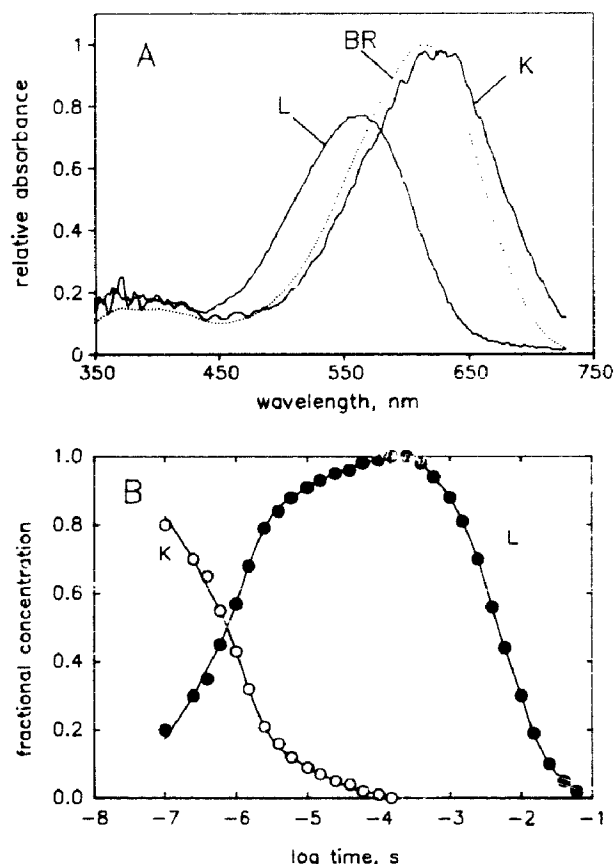 A
BR
K
L
relative absorbance
1
0.8
0.6
0.4
0.2
0
350
450
550
650
750
wavelength, nm
B
K
L
fractional concentration
1.0
0.8
0.6
0.4
0.2
0.0
−8
−7
−6
−5
−4
−3
−2
−1
log time, s